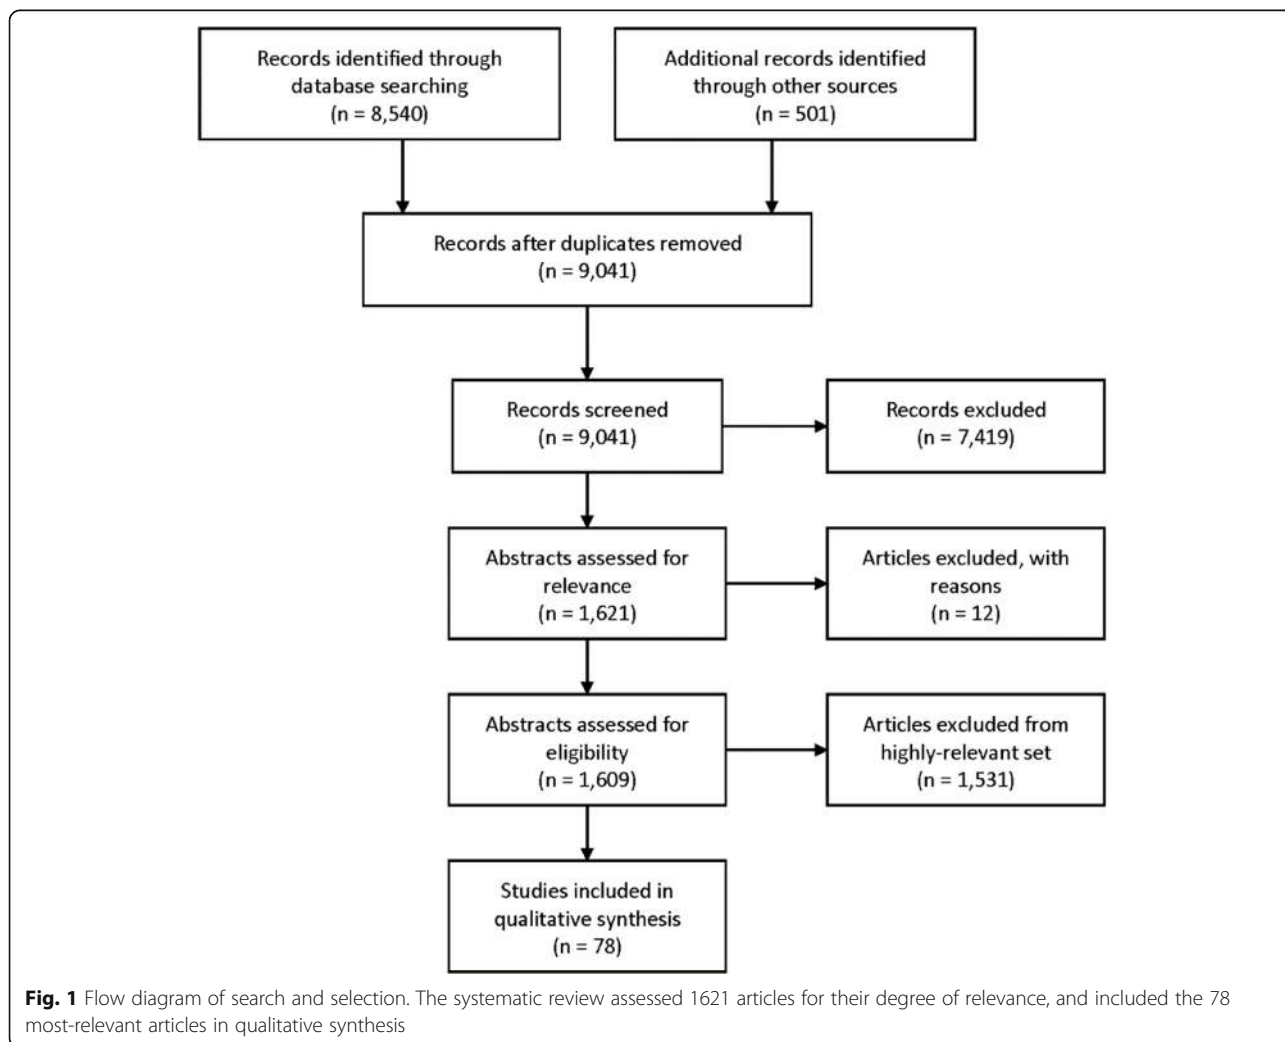 Records identified through
database searching
(n = 8,540)
Additional records identified
through other sources
(n = 501)
Records after duplicates removed
(n = 9,041)
Records screened
(n = 9,041)
Records excluded
(n = 7,419)
Abstracts assessed for
relevance
(n = 1,621)
Articles excluded, with
reasons
(n = 12)
Abstracts assessed for
eligibility
(n = 1,609)
Articles excluded from
highly-relevant set
(n = 1,531)
Studies included in
qualitative synthesis
(n = 78)
Fig. 1 Flow diagram of search and selection. The systematic review assessed 1621 articles for their degree of relevance, and included the 78
most-relevant articles in qualitative synthesis